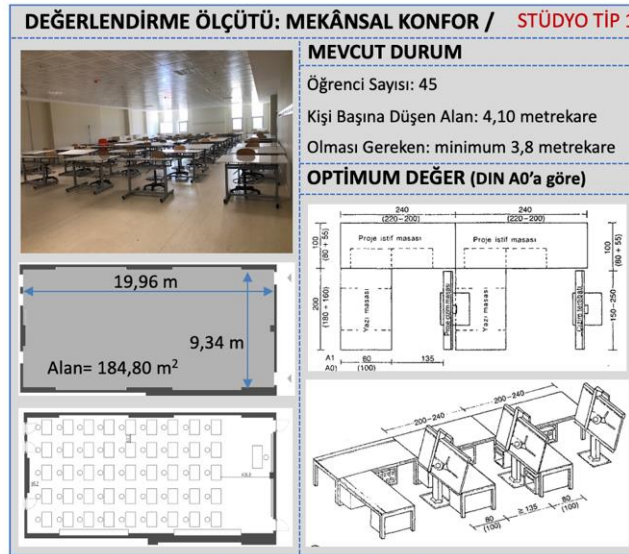 DEĞERLENDİRME ÖLÇÜTÜ: MEKÂNSAL KONFOR / STÜDYO TİP 1
MEVCUT DURUM
Öğrenci Sayısı: 45
Kişi Başına Düşen Alan: 4,10 metrekare
Olması Gereken: minimum 3,8 metrekare
OPTIMUM DEĞER (DIN A0'a göre)
240 240
(220-200) (220-200)
100
(80 + 55)
Proje istif masası Proje istif masası
100
(80 + 55)
200
(180 + 160)
Yazı masası Yazı masası
150-250
A1 80 135
A0 (100)
19,96 m
9,34 m
Alan= 184,80 m²
200-240
200-240
80
(100)
≥ 135
80
(100)